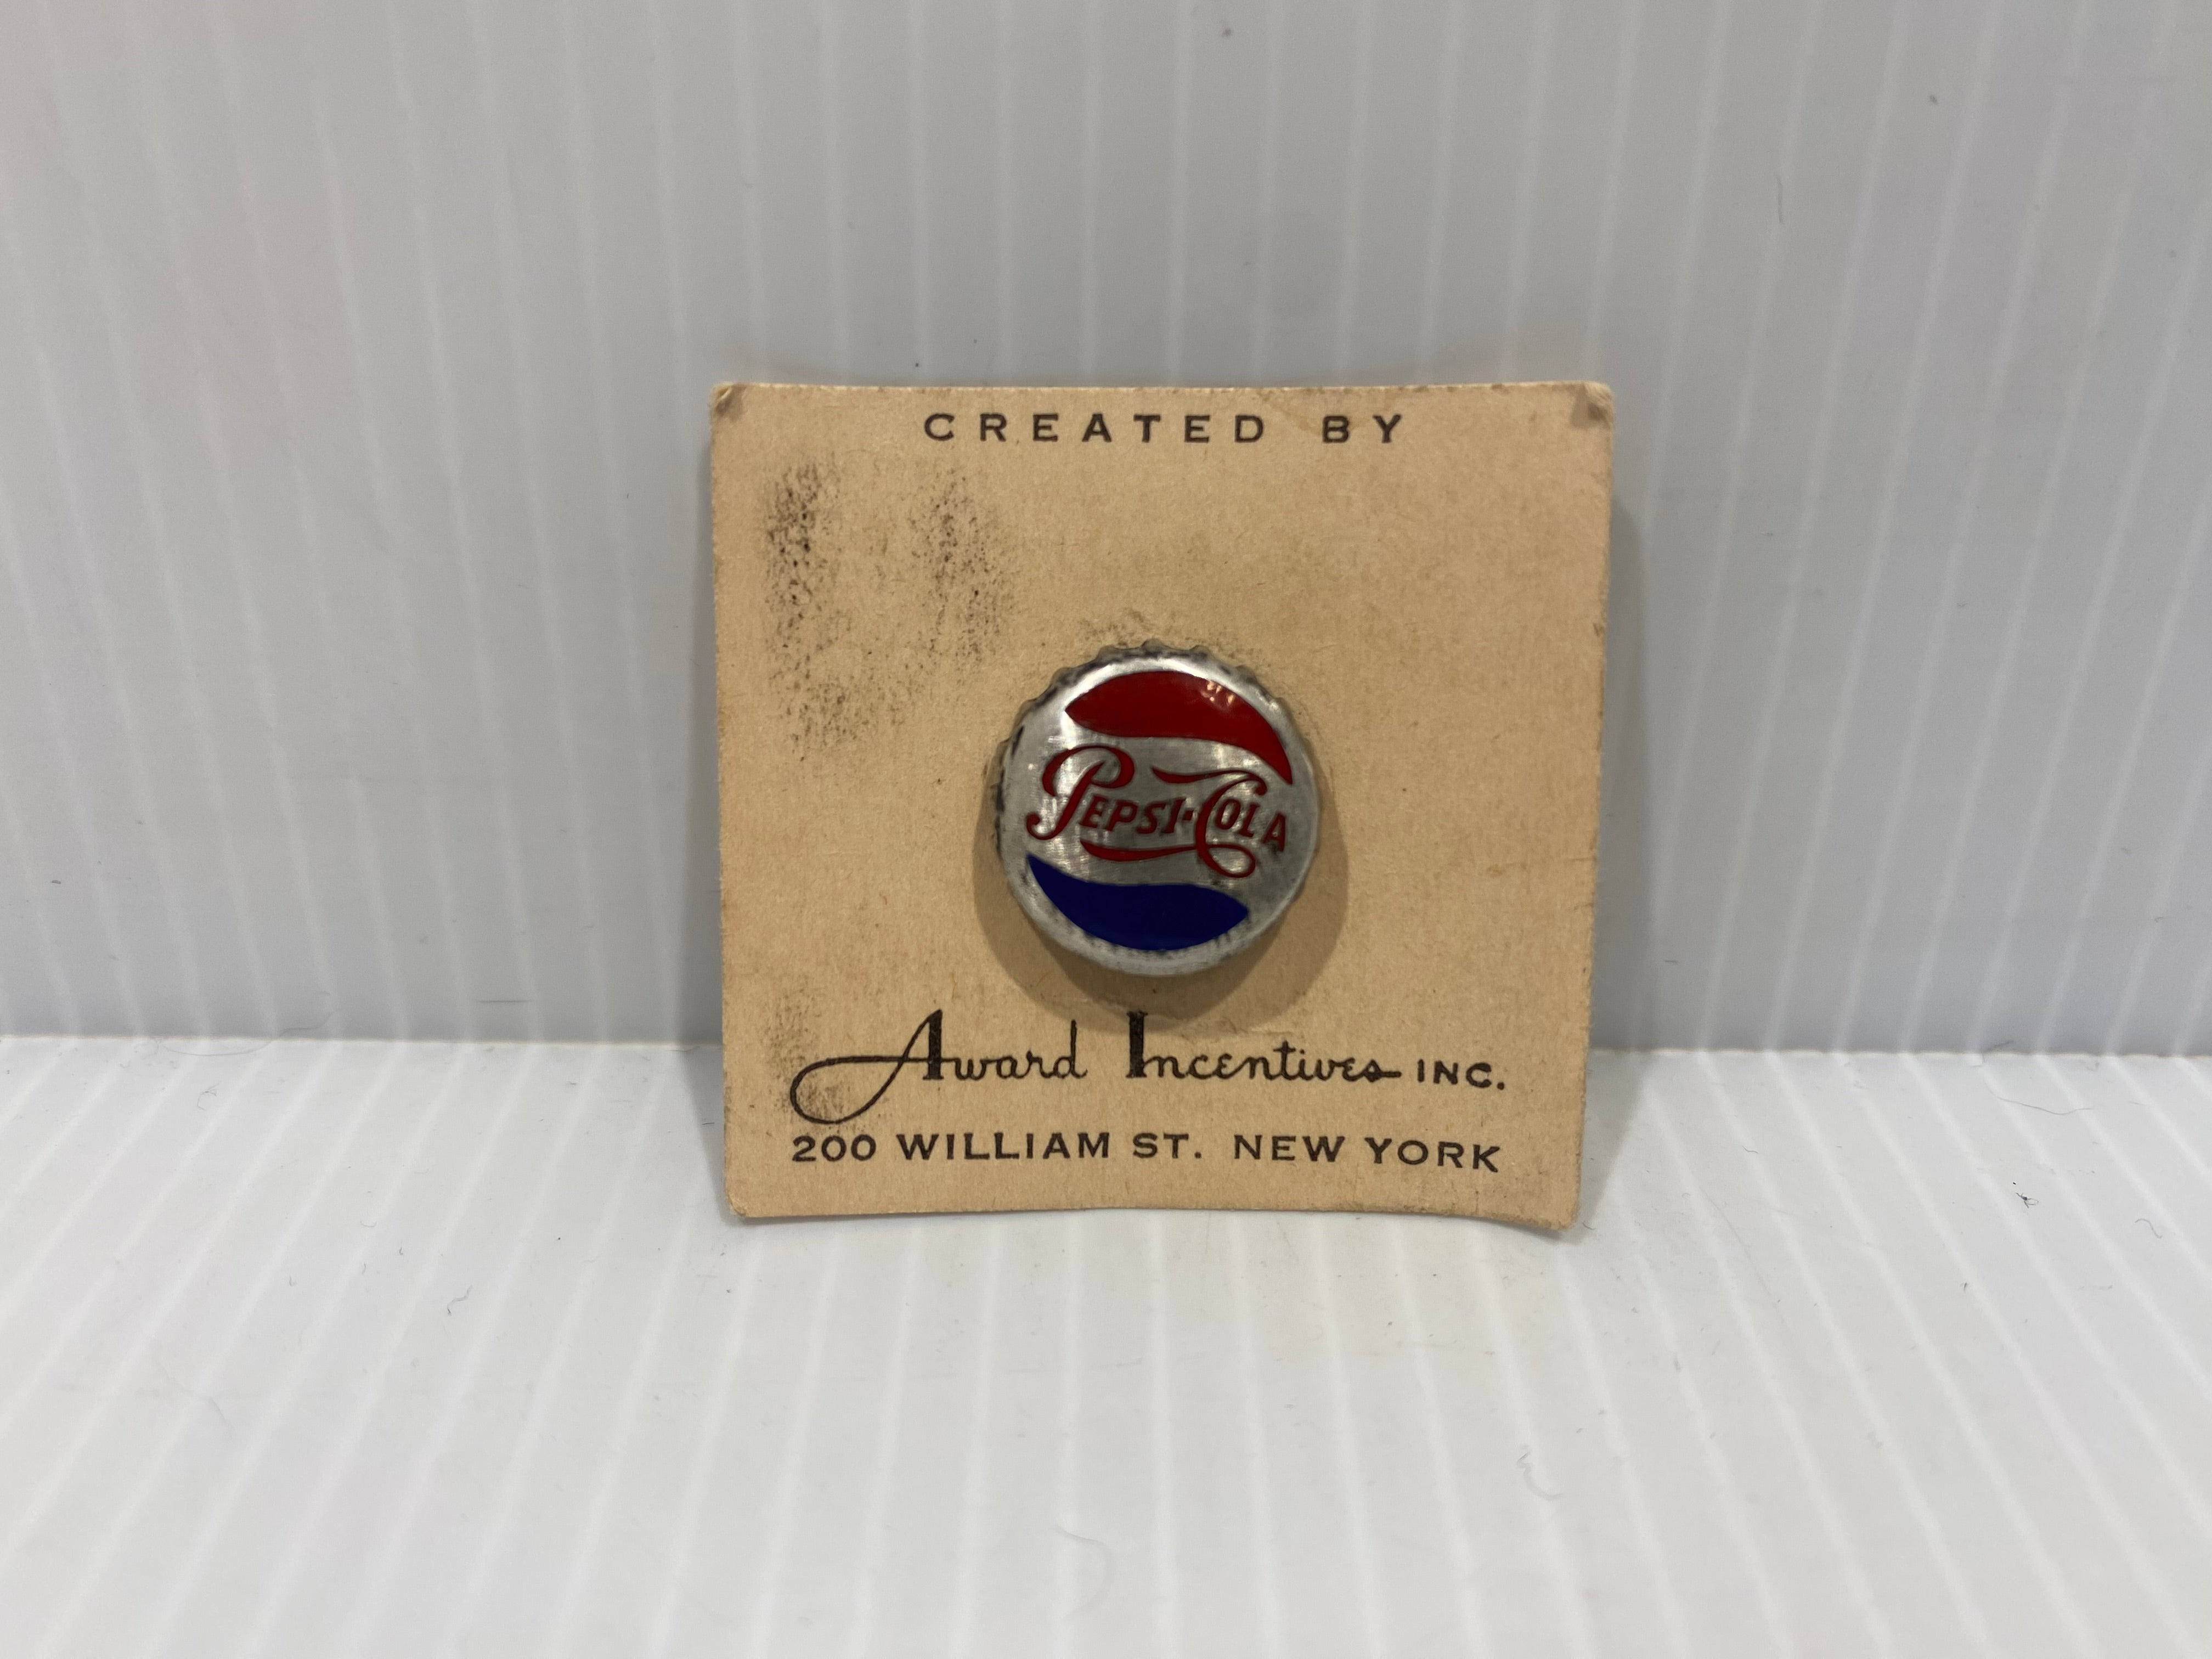 CREATED BY
PEPSI·COLA
Award Incentives INC.
200 WILLIAM ST. NEW YORK